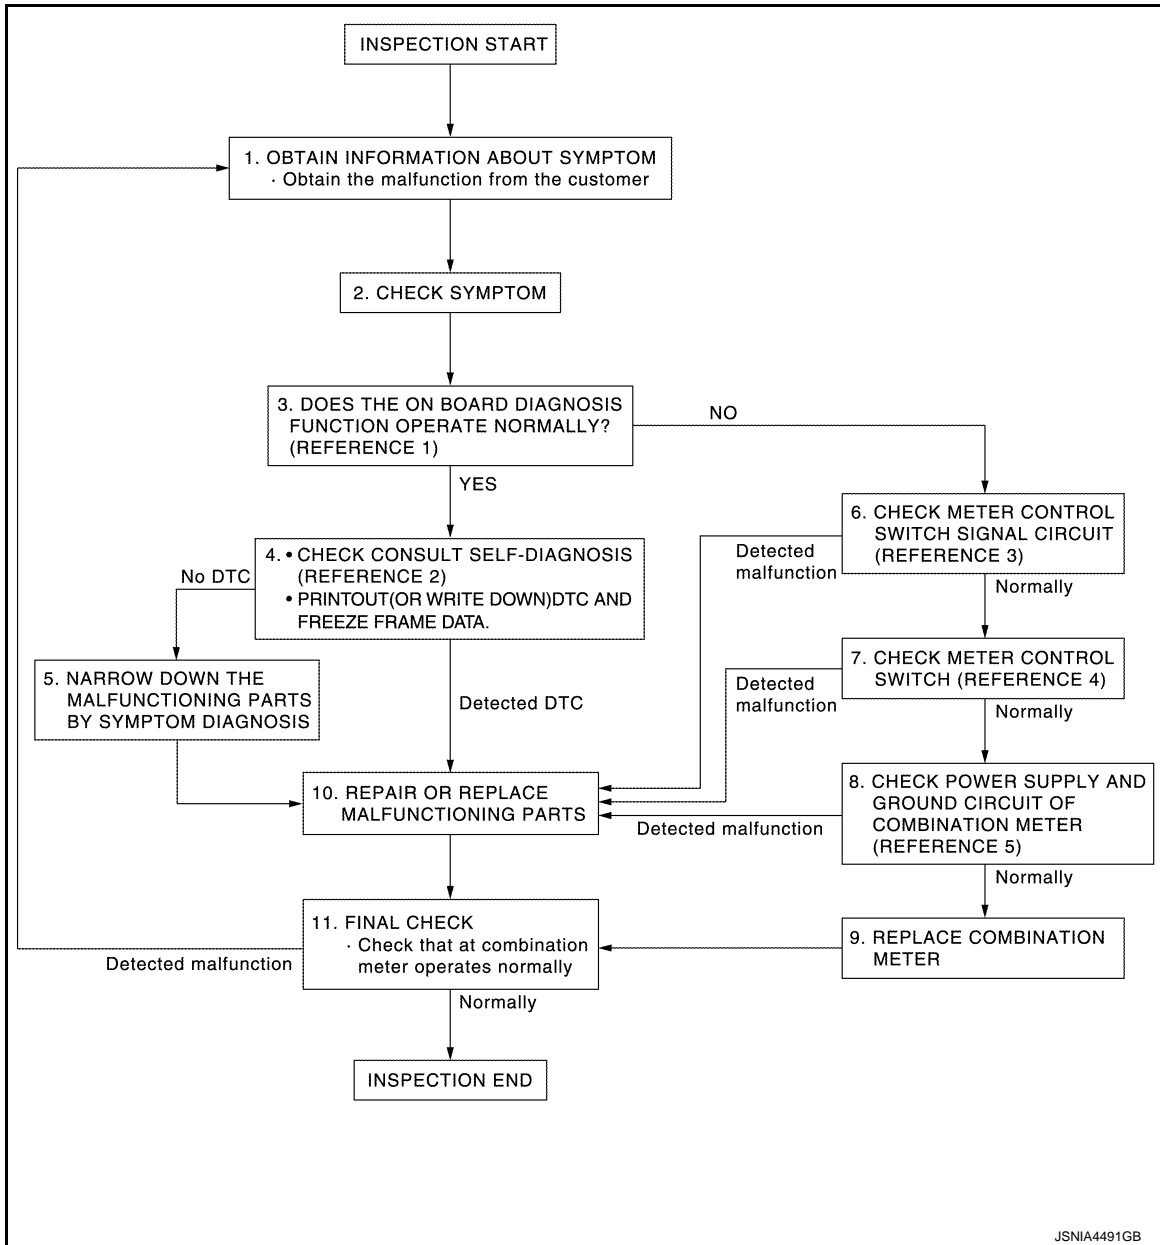 INSPECTION START
1. OBTAIN INFORMATION ABOUT SYMPTOM
· Obtain the malfunction from the customer
2. CHECK SYMPTOM
3. DOES THE ON BOARD DIAGNOSIS
FUNCTION OPERATE NORMALLY?
(REFERENCE 1)
NO
YES
4. • CHECK CONSULT SELF-DIAGNOSIS
(REFERENCE 2)
• PRINTOUT(OR WRITE DOWN)DTC AND
FREEZE FRAME DATA.
No DTC
Detected DTC
5. NARROW DOWN THE
MALFUNCTIONING PARTS
BY SYMPTOM DIAGNOSIS
6. CHECK METER CONTROL
SWITCH SIGNAL CIRCUIT
(REFERENCE 3)
Detected
malfunction
Normally
7. CHECK METER CONTROL
SWITCH (REFERENCE 4)
Detected
malfunction
Normally
8. CHECK POWER SUPPLY AND
GROUND CIRCUIT OF
COMBINATION METER
(REFERENCE 5)
Detected malfunction
Normally
9. REPLACE COMBINATION
METER
10. REPAIR OR REPLACE
MALFUNCTIONING PARTS
11. FINAL CHECK
· Check that at combination
meter operates normally
Detected malfunction
Normally
INSPECTION END
JSNIA4491GB